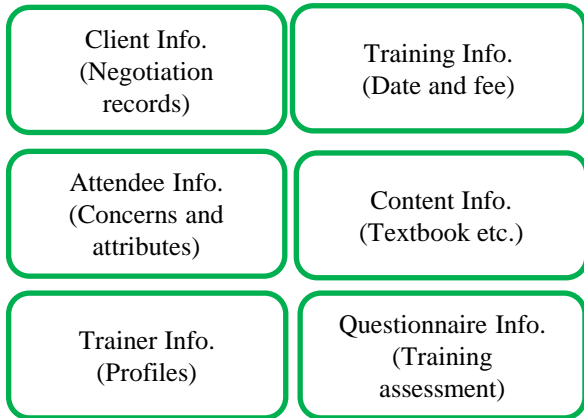 Client Info.
(Negotiation
records)
Training Info.
(Date and fee)
Attendee Info.
(Concerns and
attributes)
Content Info.
(Textbook etc.)
Trainer Info.
(Profiles)
Questionnaire Info.
(Training
assessment)